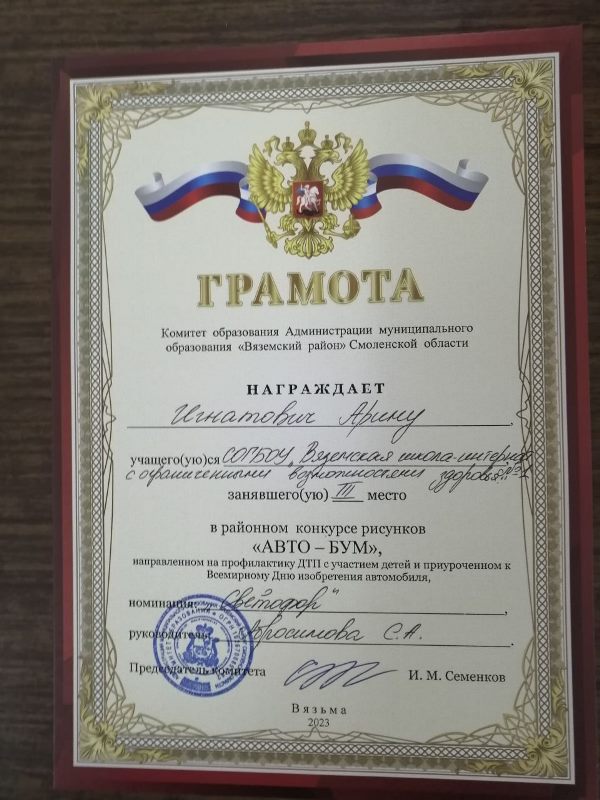 ГРАМОТА
Комитет образования Администрации муниципального
образования «Вяземский район» Смоленской области
НАГРАЖДАЕТ
Игнатович Арину
учащего(ую)ся СОГБОУ „Вяземская школа-интернат
с ограниченными возможностями здоровья" №1
занявшего(ую) III место
в районном конкурсе рисунков
«АВТО – БУМ»,
направленном на профилактику ДТП с участием детей и приуроченном к
Всемирному Дню изобретения автомобиля,
номинация: „Светофор"
руководитель Абросимова С.А.
Председатель комитета И. М. Семенков
Вязьма
2023